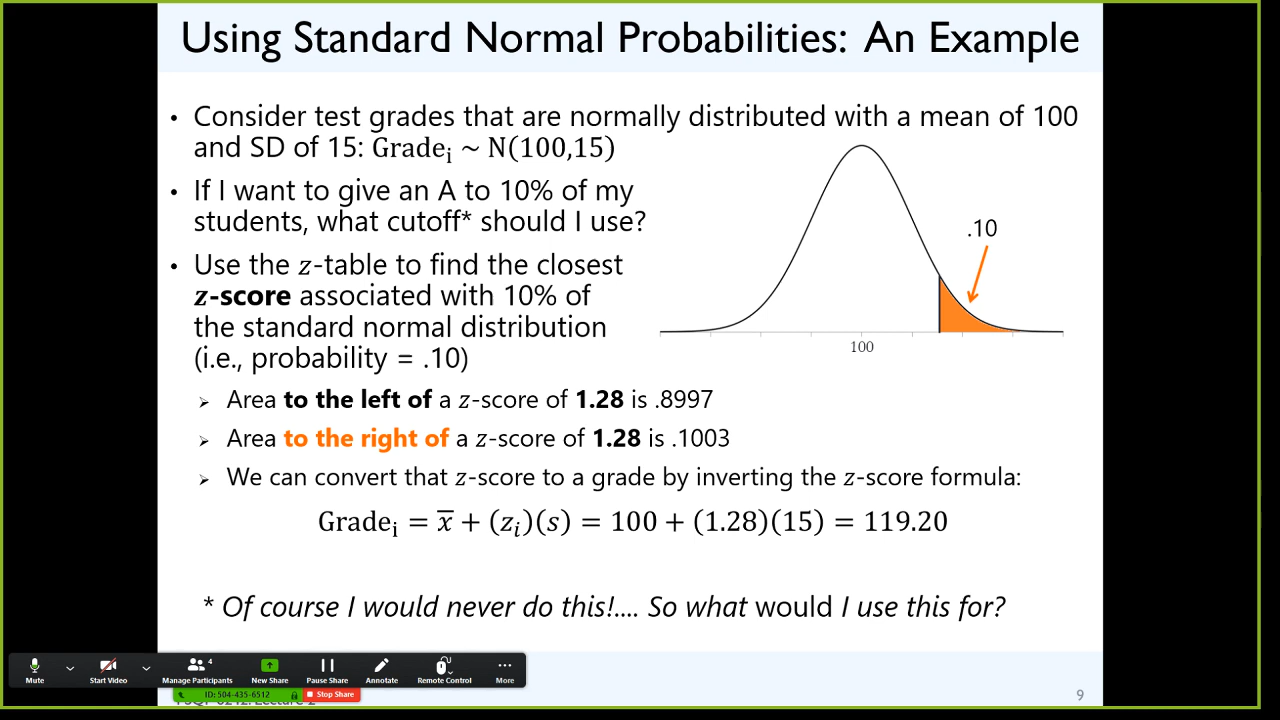 Using Standard Normal Probabilities: An Example
• Consider test grades that are normally distributed with a mean of 100
and SD of 15: Gradeᵢ ~ N(100,15)
• If I want to give an A to 10% of my
students, what cutoff* should I use?
.10
• Use the z-table to find the closest
z-score associated with 10% of
the standard normal distribution
(i.e., probability = .10)
100
➢ Area to the left of a z-score of 1.28 is .8997
➢ Area to the right of a z-score of 1.28 is .1003
➢ We can convert that z-score to a grade by inverting the z-score formula:
Gradeᵢ = x̅ + (zᵢ)(s) = 100 + (1.28)(15) = 119.20
* Of course I would never do this!.... So what would I use this for?
4
Mute Start Video Manage Participants New Share Pause Share Annotate Remote Control More
ID: 504-435-6512 Stop Share
9